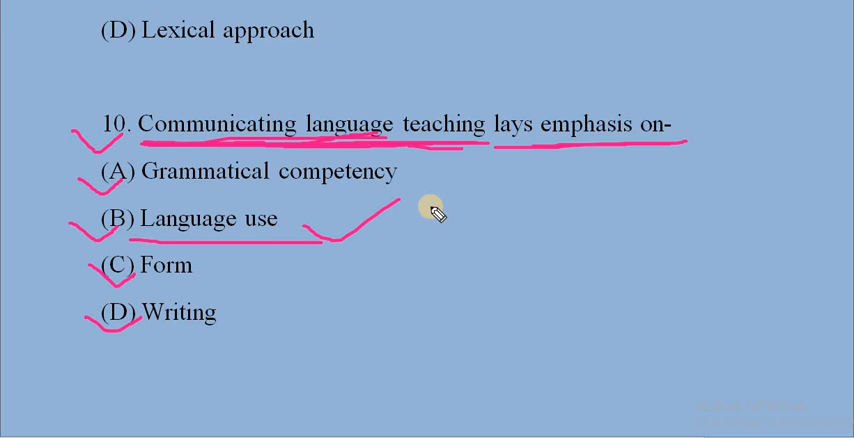 (D) Lexical approach
10. Communicating language teaching lays emphasis on-
(A) Grammatical competency
(B) Language use
(C) Form
(D) Writing